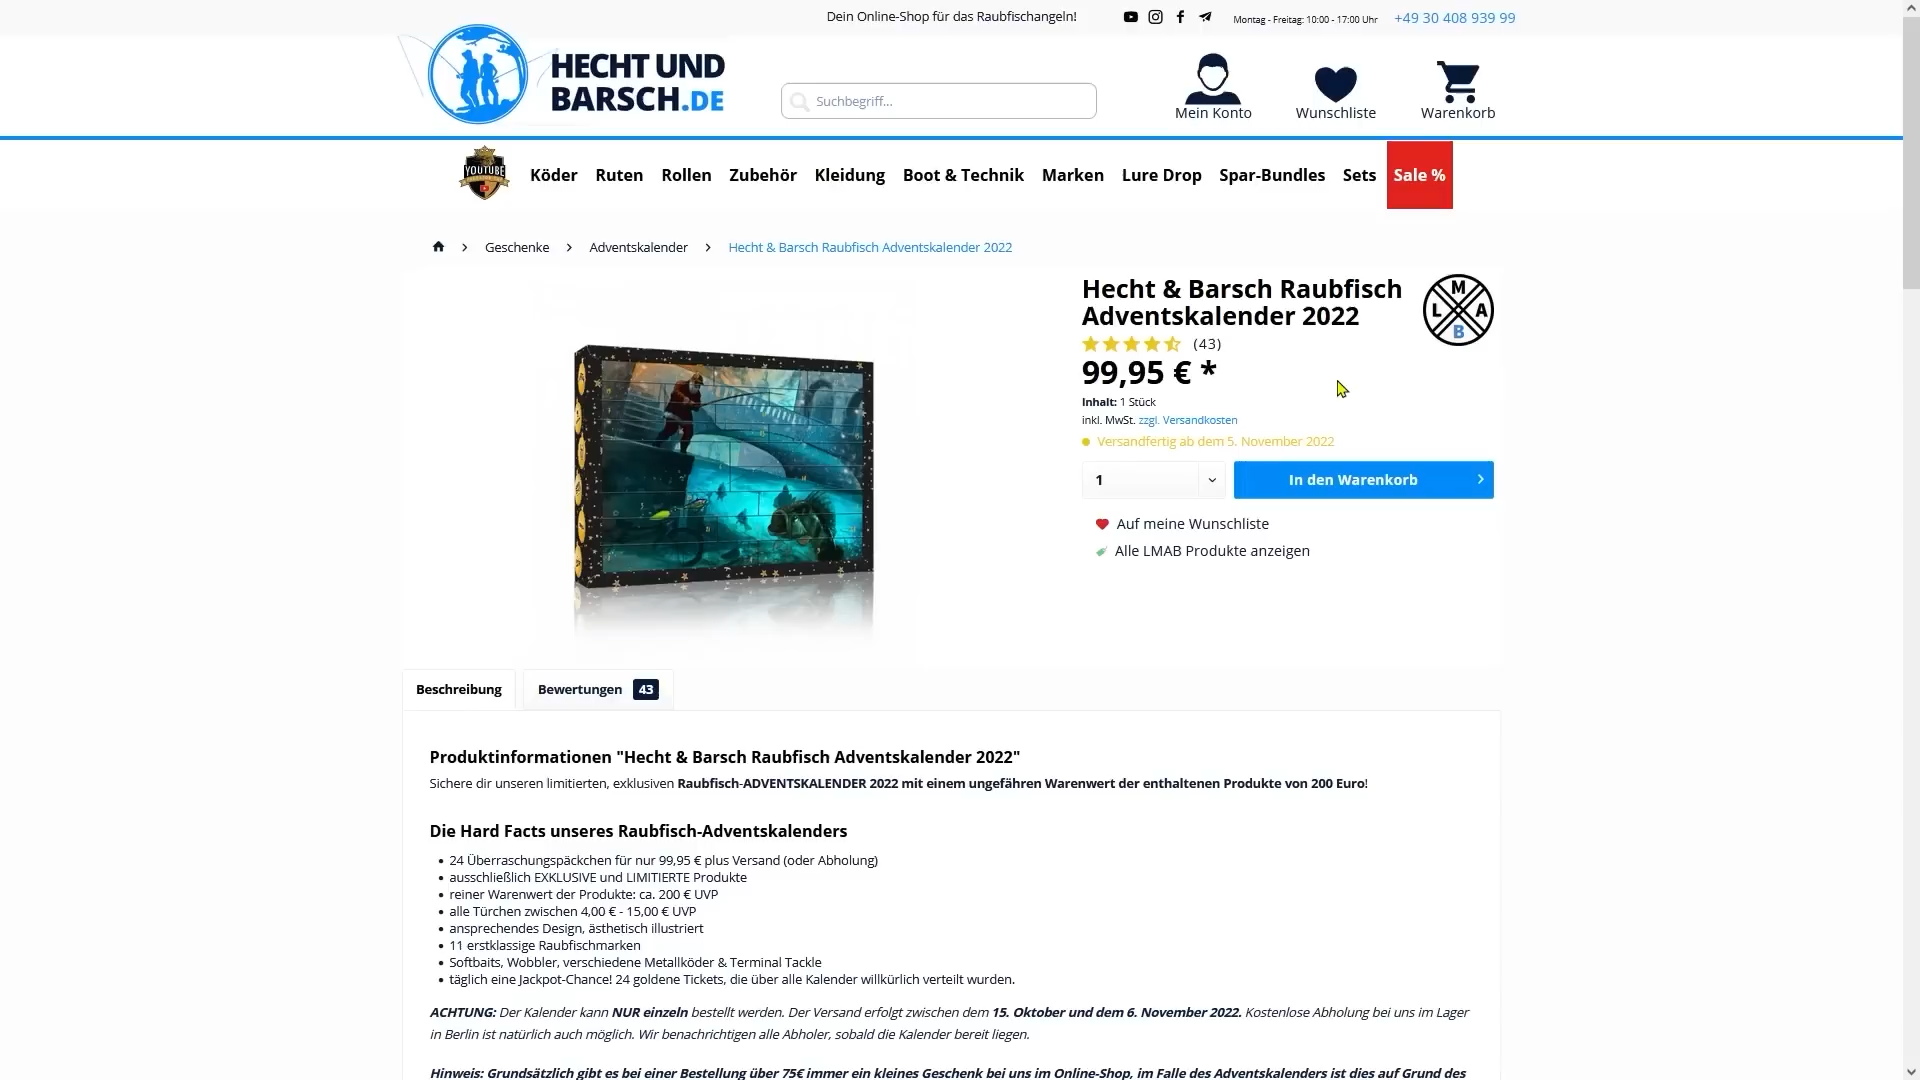 Dein Online-Shop für das Raubfischangeln!
Montag - Freitag: 10:00 - 17:00 Uhr
+49 30 408 939 99
HECHT UND
BARSCH.DE
Suchbegriff...
Mein Konto
Wunschliste
Warenkorb
YOUTUBE
Köder
Ruten
Rollen
Zubehör
Kleidung
Boot & Technik
Marken
Lure Drop
Spar-Bundles
Sets
Sale %
Geschenke
Adventskalender
Hecht & Barsch Raubfisch Adventskalender 2022
Hecht & Barsch Raubfisch
Adventskalender 2022
L M A B
(43)
99,95 € *
Inhalt: 1 Stück
inkl. MwSt. zzgl. Versandkosten
Versandfertig ab dem 5. November 2022
1
In den Warenkorb
Auf meine Wunschliste
Alle LMAB Produkte anzeigen
Beschreibung
Bewertungen 43
Produktinformationen "Hecht & Barsch Raubfisch Adventskalender 2022"
Sichere dir unseren limitierten, exklusiven Raubfisch-ADVENTSKALENDER 2022 mit einem ungefähren Warenwert der enthaltenen Produkte von 200 Euro!
Die Hard Facts unseres Raubfisch-Adventskalenders
24 Überraschungspäckchen für nur 99,95 € plus Versand (oder Abholung)
ausschließlich EXKLUSIVE und LIMITIERTE Produkte
reiner Warenwert der Produkte: ca. 200 € UVP
alle Türchen zwischen 4,00 € - 15,00 € UVP
ansprechendes Design, ästhetisch illustriert
11 erstklassige Raubfischmarken
Softbaits, Wobbler, verschiedene Metallköder & Terminal Tackle
täglich eine Jackpot-Chance! 24 goldene Tickets, die über alle Kalender willkürlich verteilt wurden.
ACHTUNG: Der Kalender kann NUR einzeln bestellt werden. Der Versand erfolgt zwischen dem 15. Oktober und dem 6. November 2022. Kostenlose Abholung bei uns im Lager
in Berlin ist natürlich auch möglich. Wir benachrichtigen alle Abholer, sobald die Kalender bereit liegen.
Hinweis: Grundsätzlich gibt es bei einer Bestellung über 75€ immer ein kleines Geschenk bei uns im Online-Shop, im Falle des Adventskalenders ist dies auf Grund des